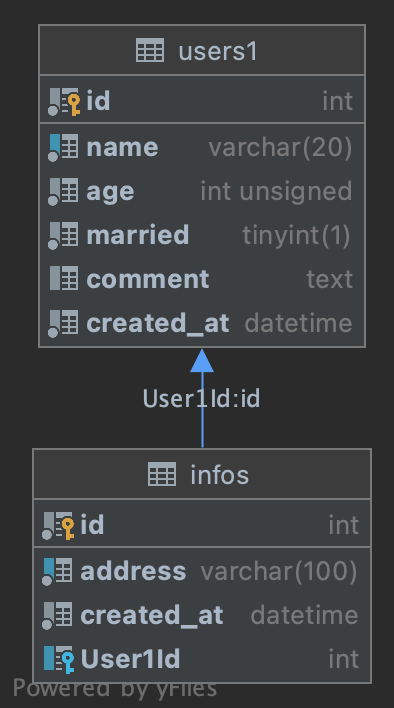 users1
id int
name varchar(20)
age int unsigned
married tinyint(1)
comment text
created_at datetime
User1Id:id
infos
id int
address varchar(100)
created_at datetime
User1Id int
Powered by yFiles